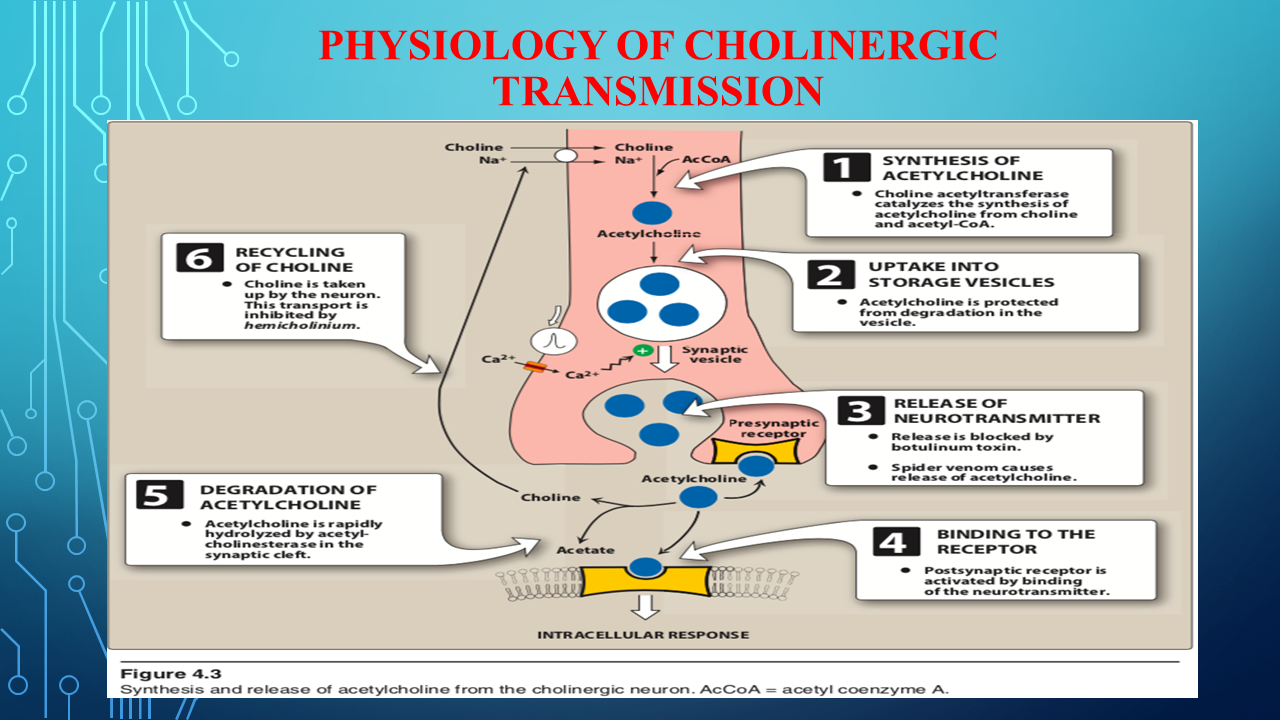 PHYSIOLOGY OF CHOLINERGIC
TRANSMISSION
Choline
Na⁺
Choline
Na⁺
AcCoA
1
SYNTHESIS OF
ACETYLCHOLINE
• Choline acetyltransferase
catalyzes the synthesis of
acetylcholine from choline
and acetyl-CoA.
Acetylcholine
2
UPTAKE INTO
STORAGE VESICLES
• Acetylcholine is protected
from degradation in the
vesicle.
6
RECYCLING
OF CHOLINE
• Choline is taken
up by the neuron.
This transport is
inhibited by
hemicholinium.
Ca²⁺
Ca²⁺
+
Synaptic
vesicle
3
RELEASE OF
NEUROTRANSMITTER
• Release is blocked by
botulinum toxin.
• Spider venom causes
release of acetylcholine.
Presynaptic
receptor
Acetylcholine
Choline
Acetate
5
DEGRADATION OF
ACETYLCHOLINE
• Acetylcholine is rapidly
hydrolyzed by acetyl-
cholinesterase in the
synaptic cleft.
4
BINDING TO THE
RECEPTOR
• Postsynaptic receptor is
activated by binding
of the neurotransmitter.
INTRACELLULAR RESPONSE
Figure 4.3
Synthesis and release of acetylcholine from the cholinergic neuron. AcCoA = acetyl coenzyme A.